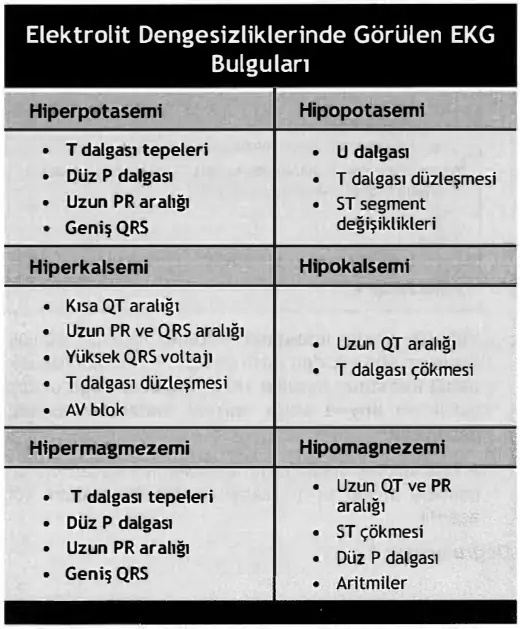 Elektrolit Dengesizliklerinde Görülen EKG
Bulguları
Hiperpotasemi
• T dalgası tepeleri
• Düz P dalgası
• Uzun PR aralığı
• Geniş QRS
Hipopotasemi
• U dalgası
• T dalgası düzleşmesi
• ST segment
değişiklikleri
Hiperkalsemi
• Kısa QT aralığı
• Uzun PR ve QRS aralığı
• Yüksek QRS voltajı
• T dalgası düzleşmesi
• AV blok
Hipokalsemi
• Uzun QT aralığı
• T dalgası çökmesi
Hipermagmezemi
• T dalgası tepeleri
• Düz P dalgası
• Uzun PR aralığı
• Geniş QRS
Hipomagnezemi
• Uzun QT ve PR
aralığı
• ST çökmesi
• Düz P dalgası
• Aritmiler